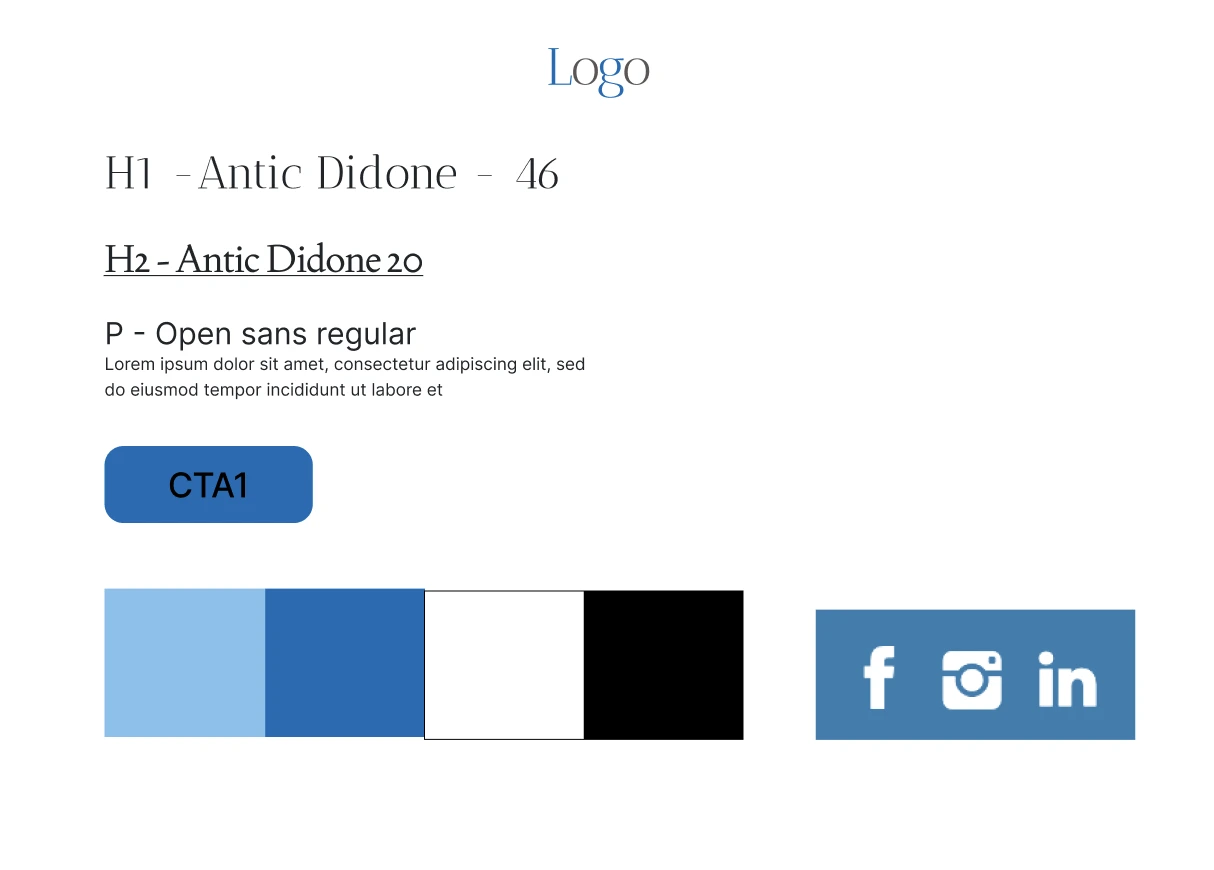 Logo
H1 -Antic Didone - 46
H2 - Antic Didone 20
P - Open sans regular
Lorem ipsum dolor sit amet, consectetur adipiscing elit, sed
do eiusmod tempor incididunt ut labore et
CTA1
f in